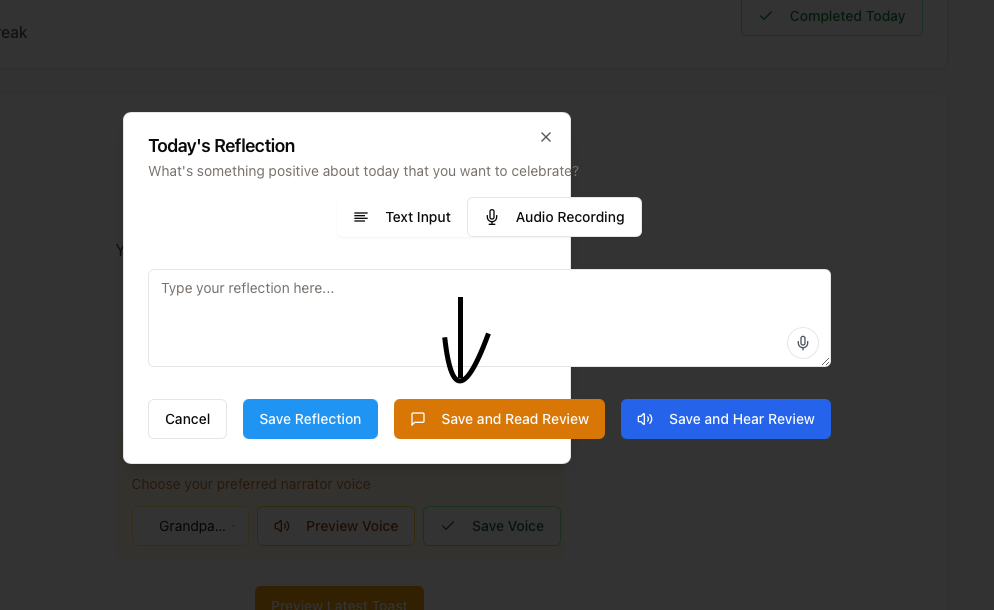 reak
Completed Today
Today's Reflection
What's something positive about today that you want to celebrate?
Text Input
Audio Recording
Y
Type your reflection here...
Cancel
Save Reflection
Save and Read Review
Save and Hear Review
Choose your preferred narrator voice
Grandpa...
Preview Voice
Save Voice
Preview Latest Toast